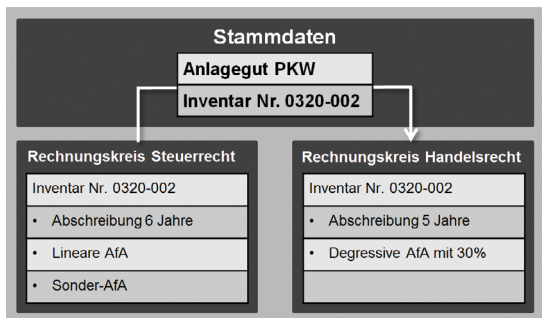 Stammdaten
Anlagegut PKW
Inventar Nr. 0320-002
Rechnungskreis Steuerrecht
Inventar Nr. 0320-002
• Abschreibung 6 Jahre
• Lineare AfA
• Sonder-AfA
Rechnungskreis Handelsrecht
Inventar Nr. 0320-002
• Abschreibung 5 Jahre
• Degressive AfA mit 30%